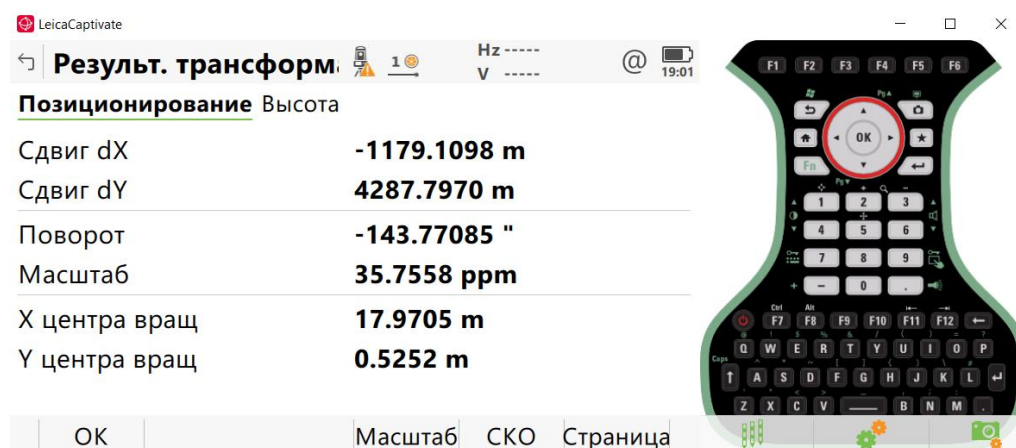 LeicaCaptivate
Результ. трансформа
1
Hz -----
V -----
@
19:01
Позиционирование Высота
Сдвиг dX -1179.1098 m
Сдвиг dY 4287.7970 m
Поворот -143.77085 "
Масштаб 35.7558 ppm
X центра вращ 17.9705 m
Y центра вращ 0.5252 m
OK Масштаб СКО Страница
F1 F2 F3 F4 F5 F6
Pg▲
OK
Fn
Pg▼
1 2 3
4 5 6
7 8 9
+ - 0 .
Ctrl Alt
F7 F8 F9 F10 F11 F12
Q W E R T Y U I O P
Caps
A S D F G H J K L
Z X C V B N M .